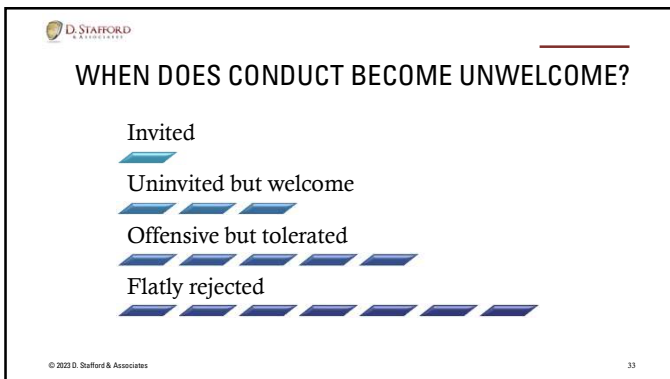 D. STAFFORD
& ASSOCIATES
WHEN DOES CONDUCT BECOME UNWELCOME?
Invited
Uninvited but welcome
Offensive but tolerated
Flatly rejected
© 2023 D. Stafford & Associates
33